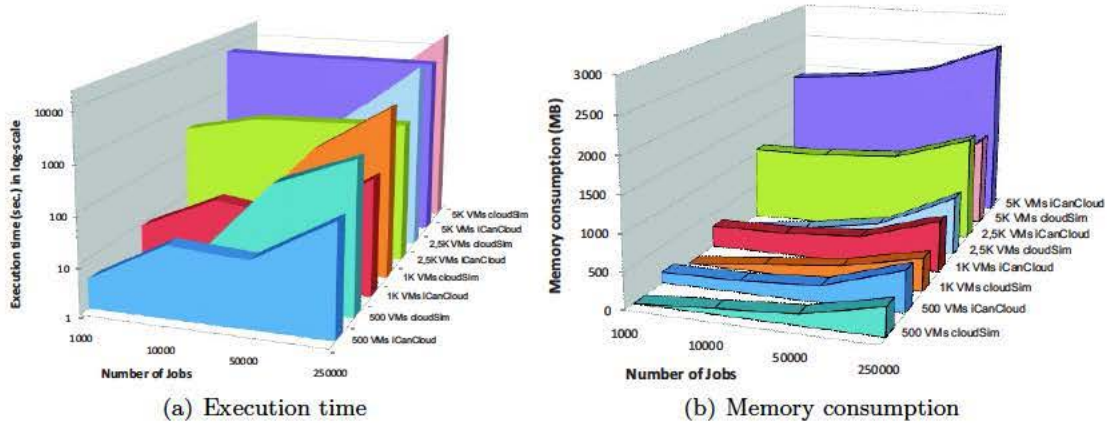 Execution time (sec.) in log-scale
10000
1000
100
10
1
1000
10000
50000
250000
Number of Jobs
5K VMs cloudSim
5K VMs iCanCloud
2,5K VMs cloudSim
2,5K VMs iCanCloud
1K VMs cloudSim
1K VMs iCanCloud
500 VMs cloudSim
500 VMs iCanCloud
(a) Execution time
Memory consumption (MB)
3000
2500
2000
1500
1000
500
0
1000
10000
50000
250000
Number of Jobs
5K VMs iCanCloud
5K VMs cloudSim
2,5K VMs iCanCloud
2,5K VMs cloudSim
1K VMs iCanCloud
1K VMs cloudSim
500 VMs iCanCloud
500 VMs cloudSim
(b) Memory consumption